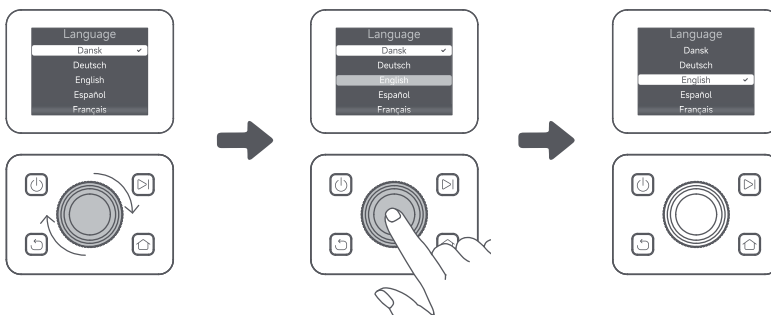 Language
Dansk
Deutsch
English
Español
Français
Language
Dansk
Deutsch
English
Español
Français
Language
Dansk
Deutsch
English
Español
Français